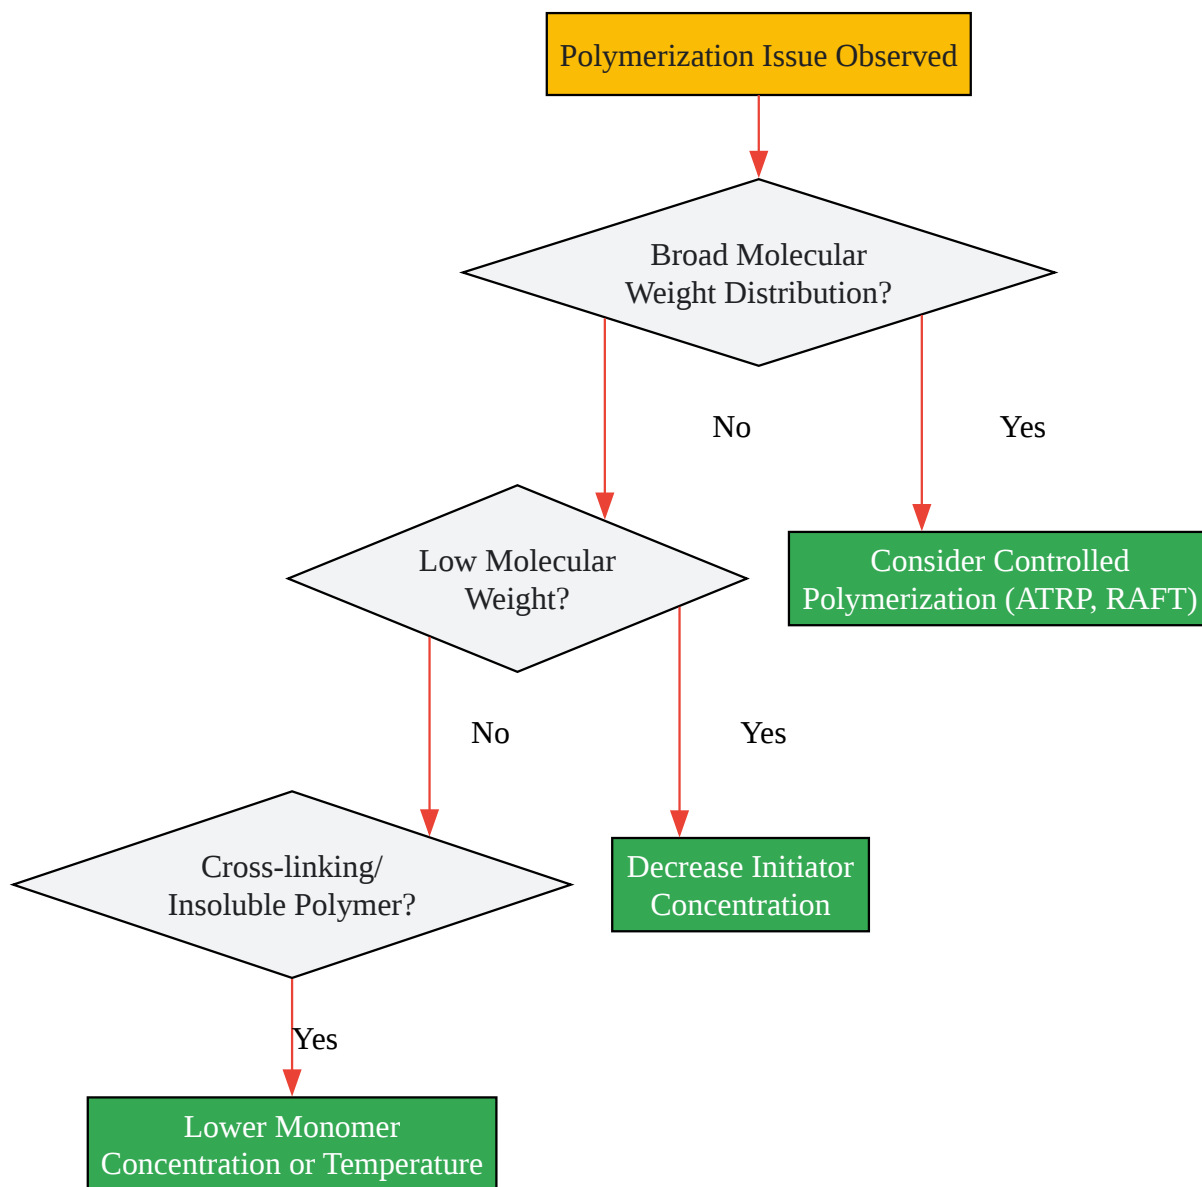 Polymerization Issue Observed
Broad Molecular
Weight Distribution?
No
Yes
Low Molecular
Weight?
Consider Controlled
Polymerization (ATRP, RAFT)
No
Yes
Cross-linking/
Insoluble Polymer?
Decrease Initiator
Concentration
Yes
Lower Monomer
Concentration or Temperature